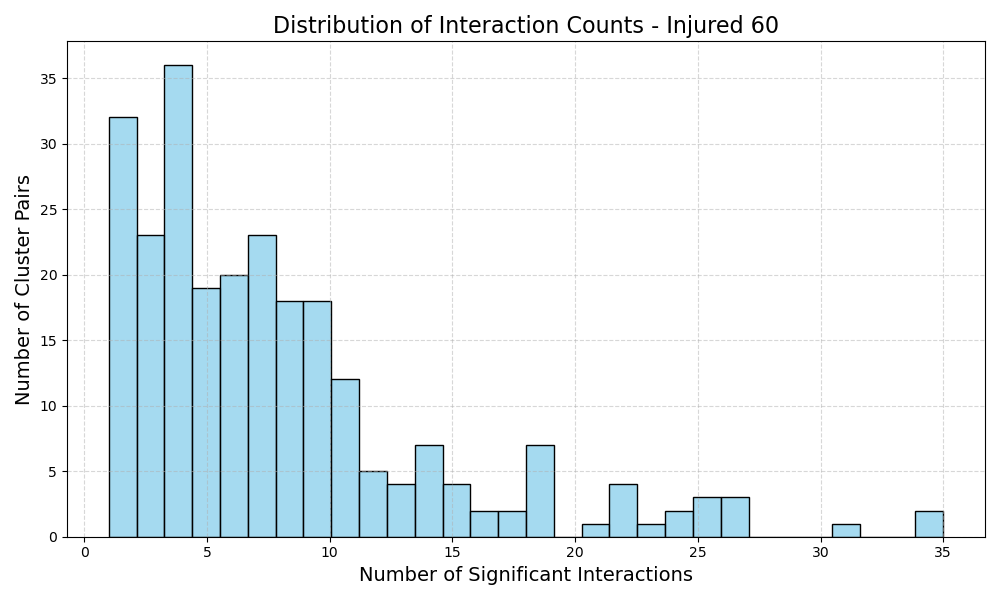 Distribution of Interaction Counts - Injured 60
Number of Cluster Pairs
35
30
25
20
15
10
5
0
0 5 10 15 20 25 30 35
Number of Significant Interactions